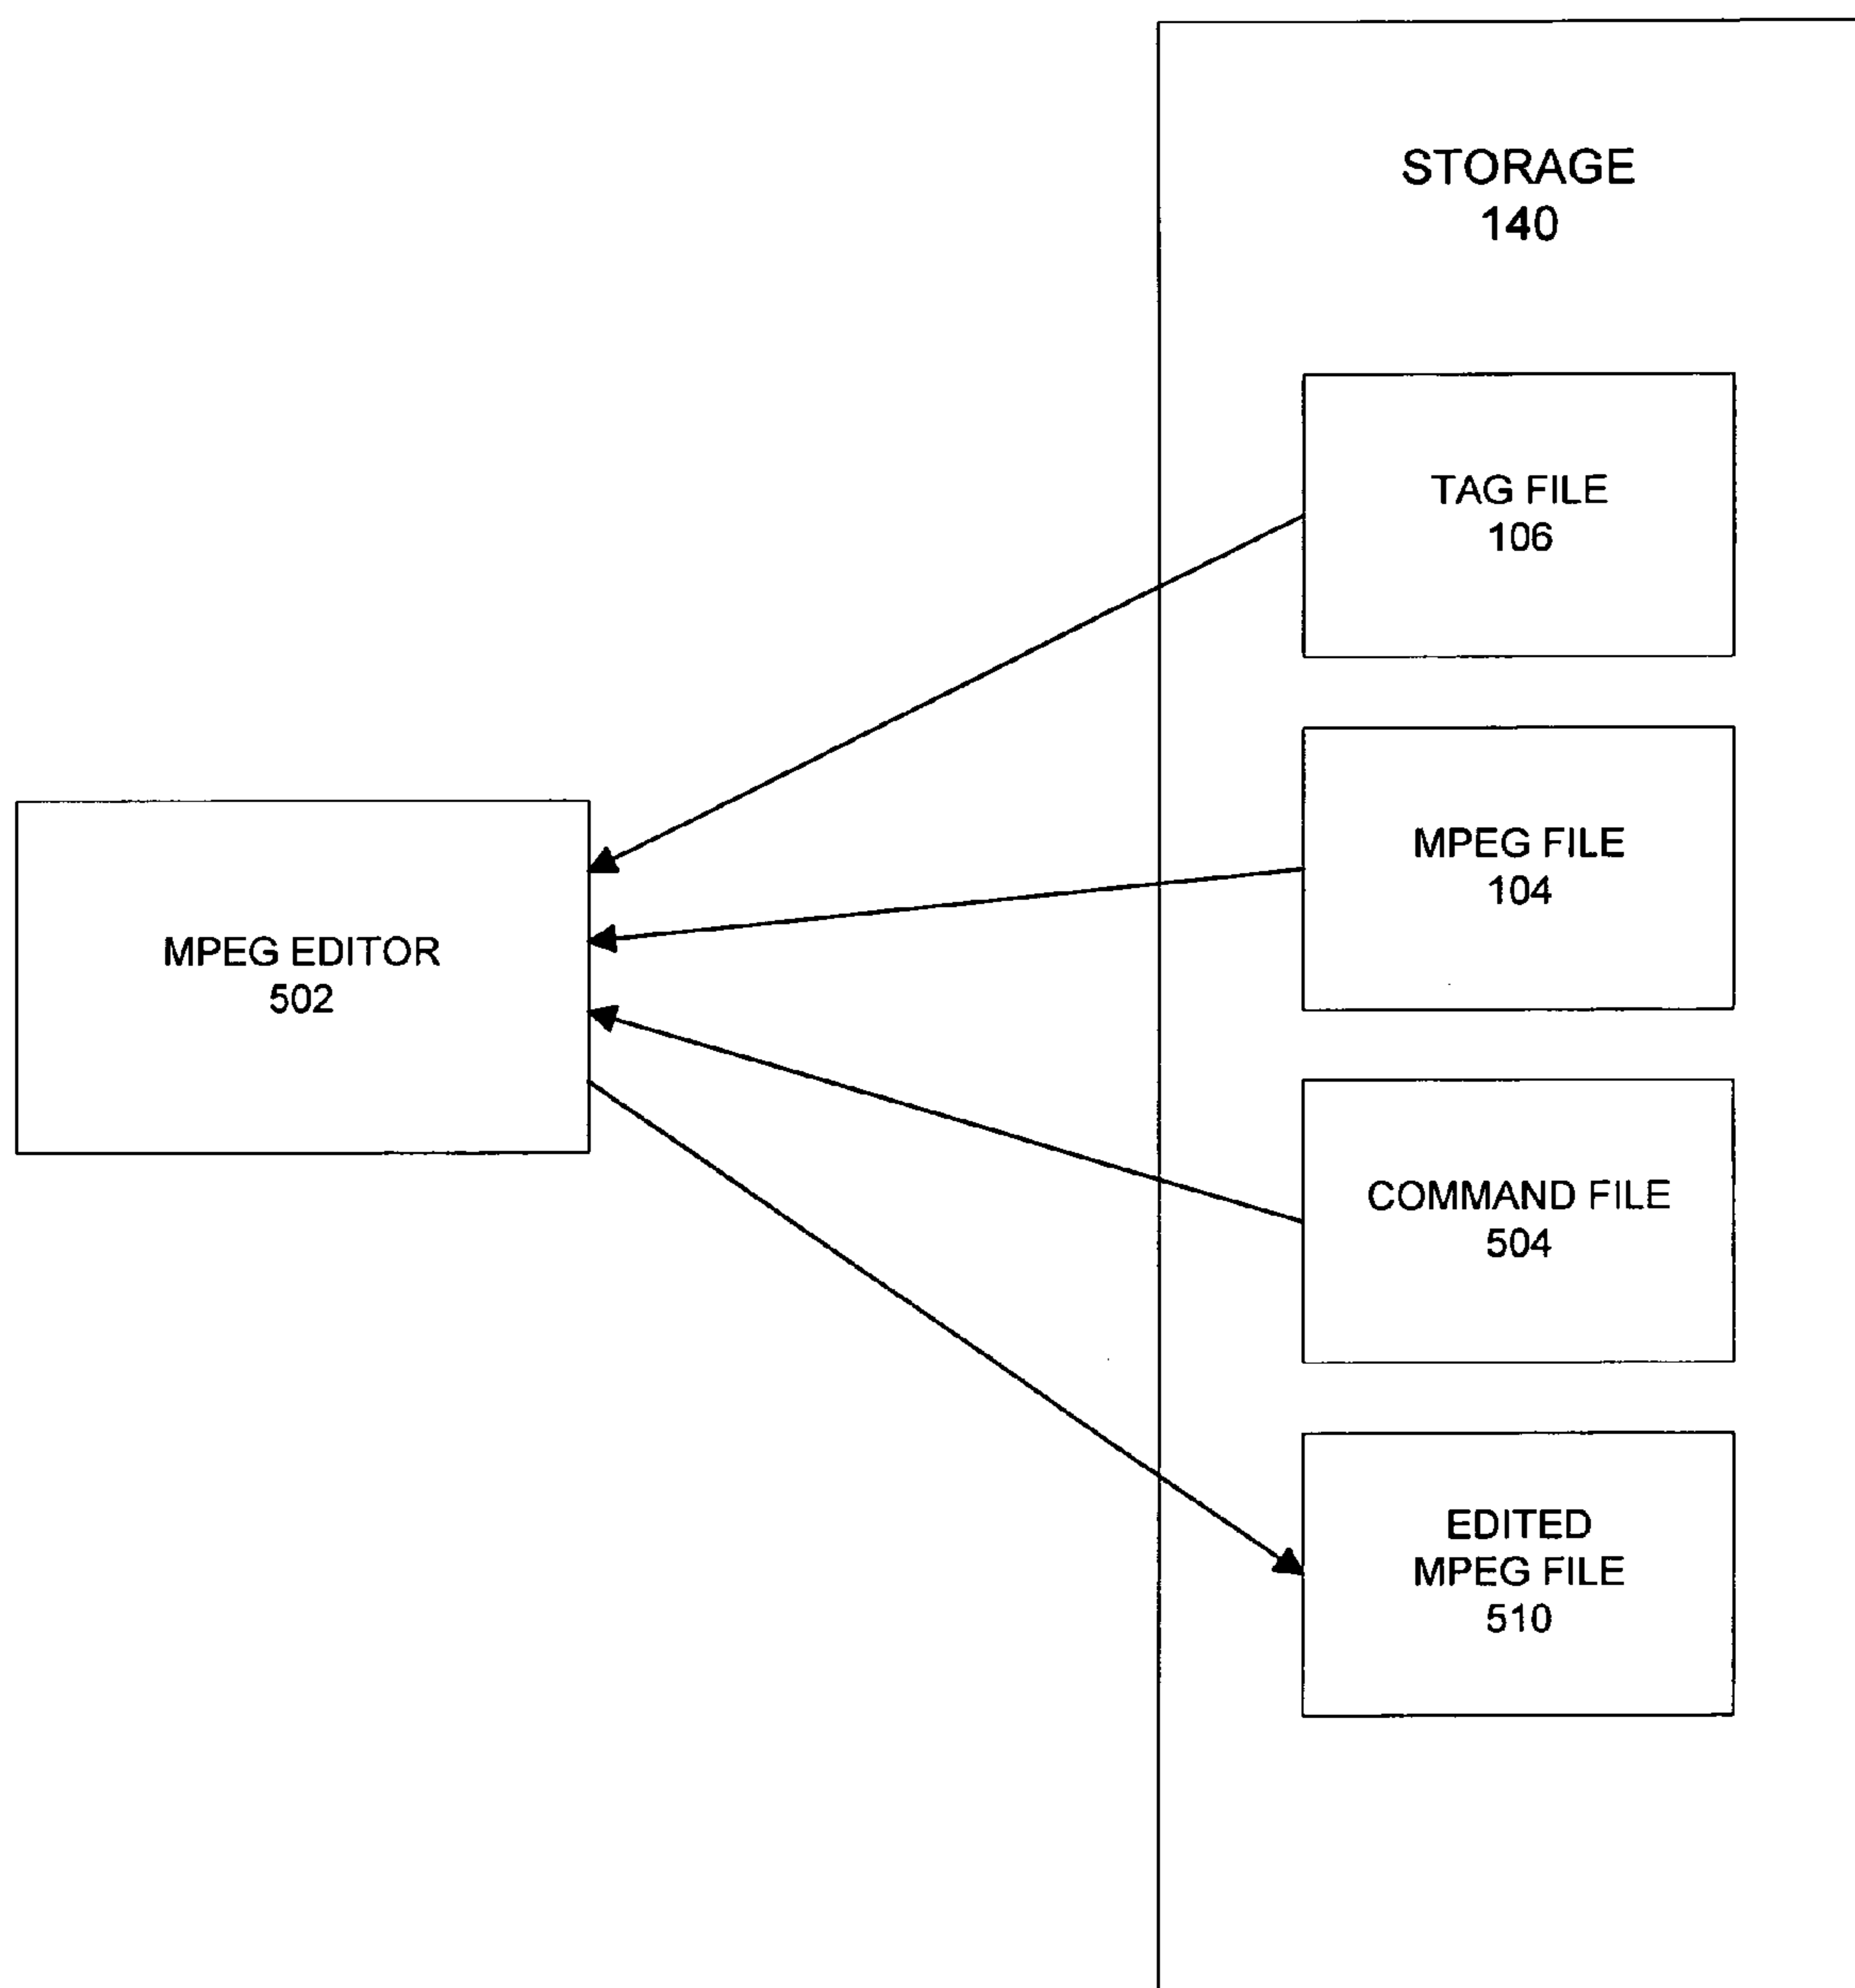 STORAGE
140
TAG FILE
106
MPEG FILE
104
MPEG EDITOR
502
COMMAND FILE
504
EDITED
MPEG FILE
510